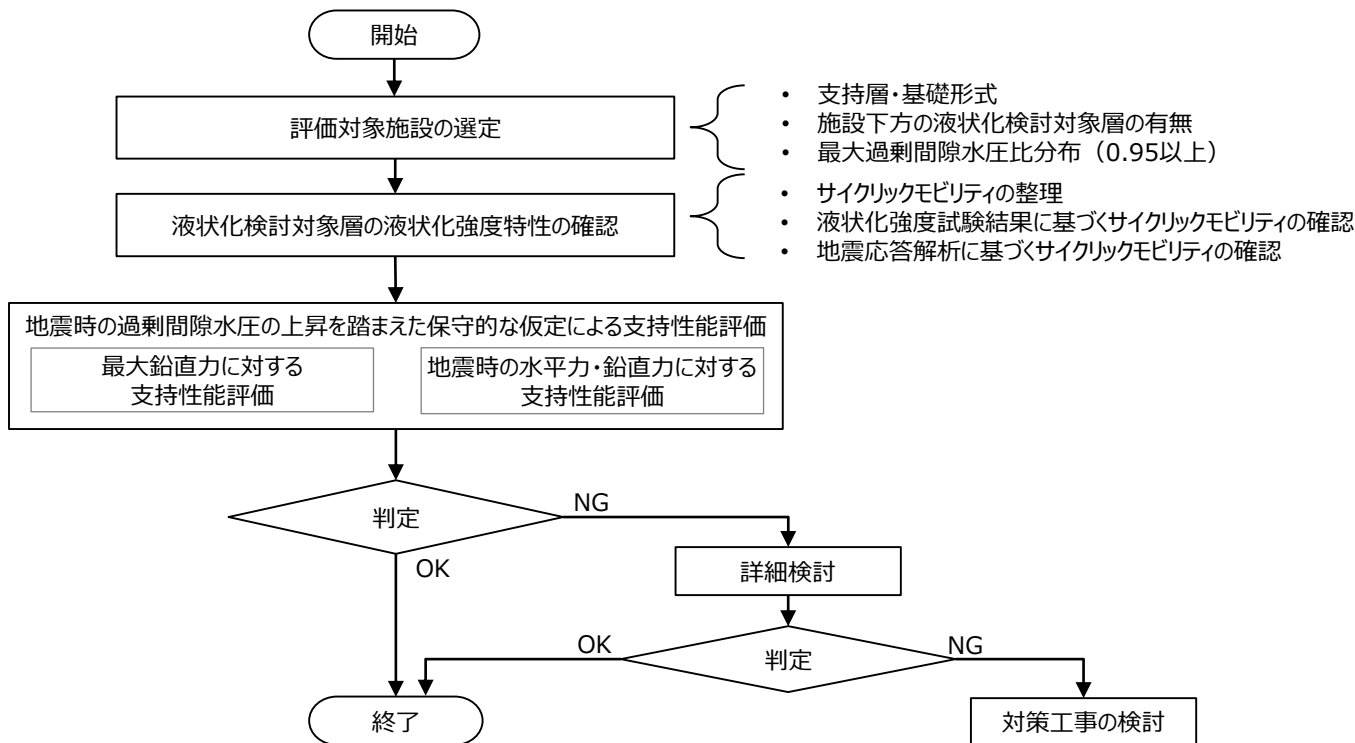 開始
評価対象施設の選定
• 支持層・基礎形式
• 施設下方の液状化検討対象層の有無
• 最大過剰間隙水圧比分布（0.95以上）
液状化検討対象層の液状化強度特性の確認
• サイクリックモビリティの整理
• 液状化強度試験結果に基づくサイクリックモビリティの確認
• 地震応答解析に基づくサイクリックモビリティの確認
地震時の過剰間隙水圧の上昇を踏まえた保守的な仮定による支持性能評価
最大鉛直力に対する
支持性能評価
地震時の水平力・鉛直力に対する
支持性能評価
判定
NG
OK
詳細検討
判定
OK
NG
終了
対策工事の検討